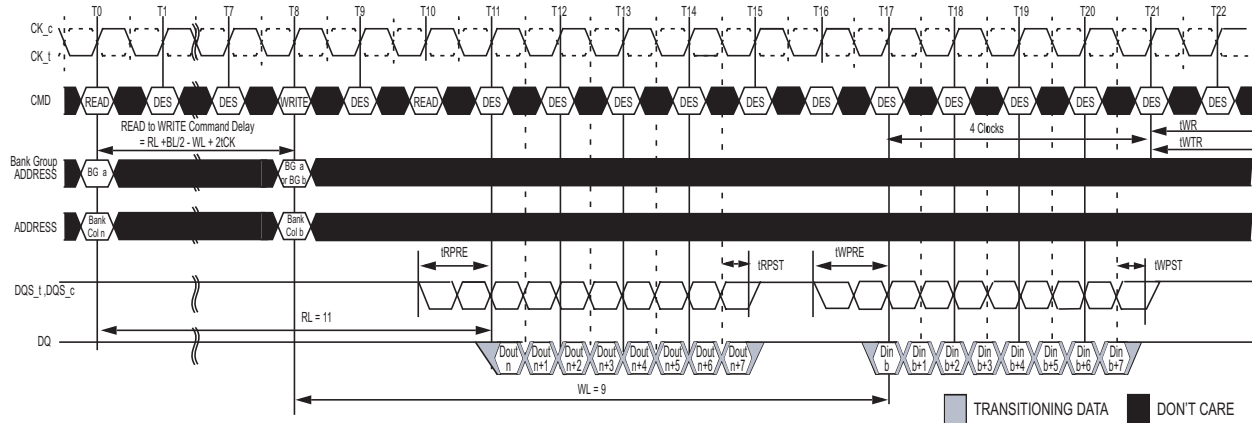 T0 T1 T7 T8 T9 T10 T11 T12 T13 T14 T15 T16 T17 T18 T19 T20 T21 T22
CK_c
CK_t
CMD READ DES DES WRITE DES READ DES DES DES DES DES DES DES DES DES DES DES DES
READ to WRITE Command Delay
= RL +BL/2 - WL + 2tCK
4 Clocks
tWR
tWTR
Bank Group
ADDRESS
BG a
BG a
or BG b
ADDRESS
Bank
Col n
Bank
Col b
tRPRE tRPST tWPRE tWPST
DQS_t ,DQS_c
RL = 11
DQ
Dout
n
Dout
n+1
Dout
n+2
Dout
n+3
Dout
n+4
Dout
n+5
Dout
n+6
Dout
n+7
Din
b
Din
b+1
Din
b+2
Din
b+3
Din
b+4
Din
b+5
Din
b+6
Din
b+7
WL = 9
TRANSITIONING DATA
DON'T CARE